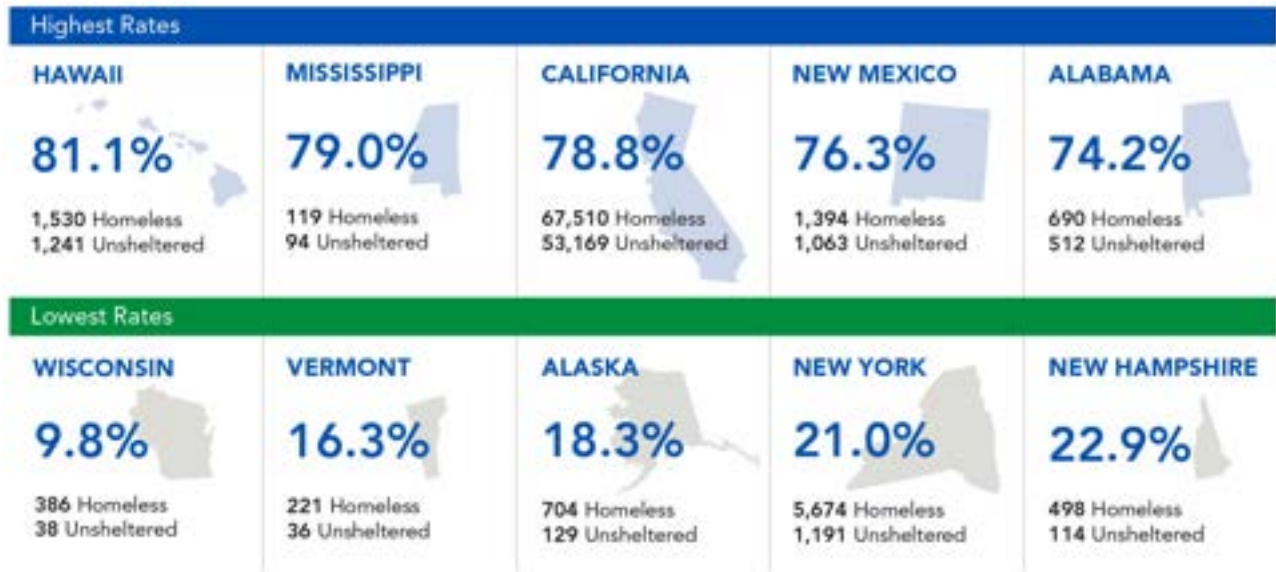 Highest Rates
HAWAII
81.1%
1,530 Homeless
1,241 Unsheltered
MISSISSIPPI
79.0%
119 Homeless
94 Unsheltered
CALIFORNIA
78.8%
67,510 Homeless
53,169 Unsheltered
NEW MEXICO
76.3%
1,394 Homeless
1,063 Unsheltered
ALABAMA
74.2%
690 Homeless
512 Unsheltered
Lowest Rates
WISCONSIN
9.8%
386 Homeless
38 Unsheltered
VERMONT
16.3%
221 Homeless
36 Unsheltered
ALASKA
18.3%
704 Homeless
129 Unsheltered
NEW YORK
21.0%
5,674 Homeless
1,191 Unsheltered
NEW HAMPSHIRE
22.9%
498 Homeless
114 Unsheltered